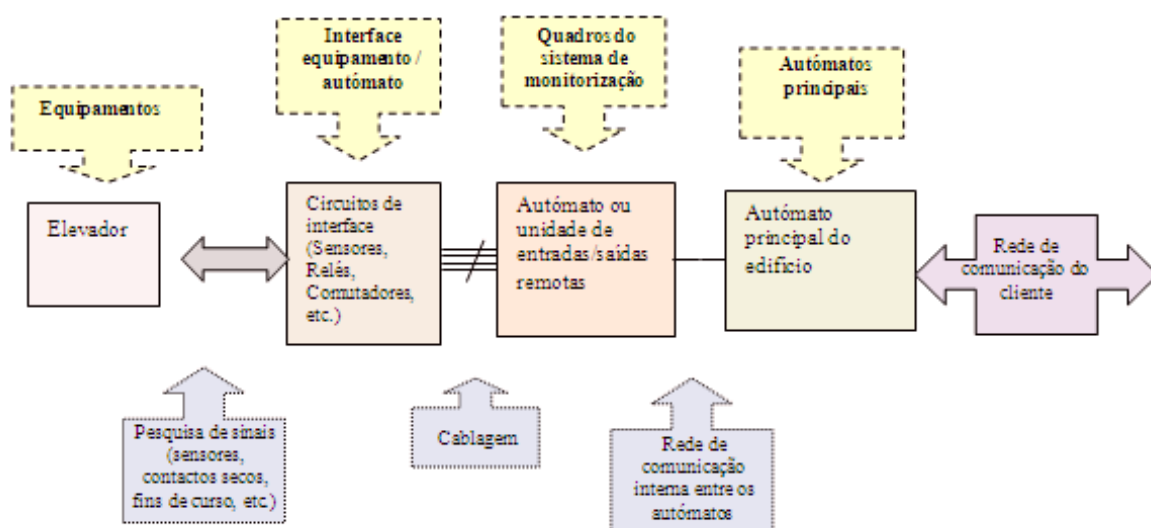 Equipamentos
Interface
equipamento /
autómato
Quadros do
sistema de
monitorização
Autómatos
principais
Elevador
Circuitos de
interface
(Sensores,
Relés,
Comutadores,
etc.)
Autómato ou
unidade de
entradas/saídas
remotas
Autómato
principal do
edifício
Rede de
comunicação do
cliente
Pesquisa de sinais
(sensores,
contactos secos,
fins de curso, etc.)
Cablagem
Rede de
comunicação
interna entre os
autómatos